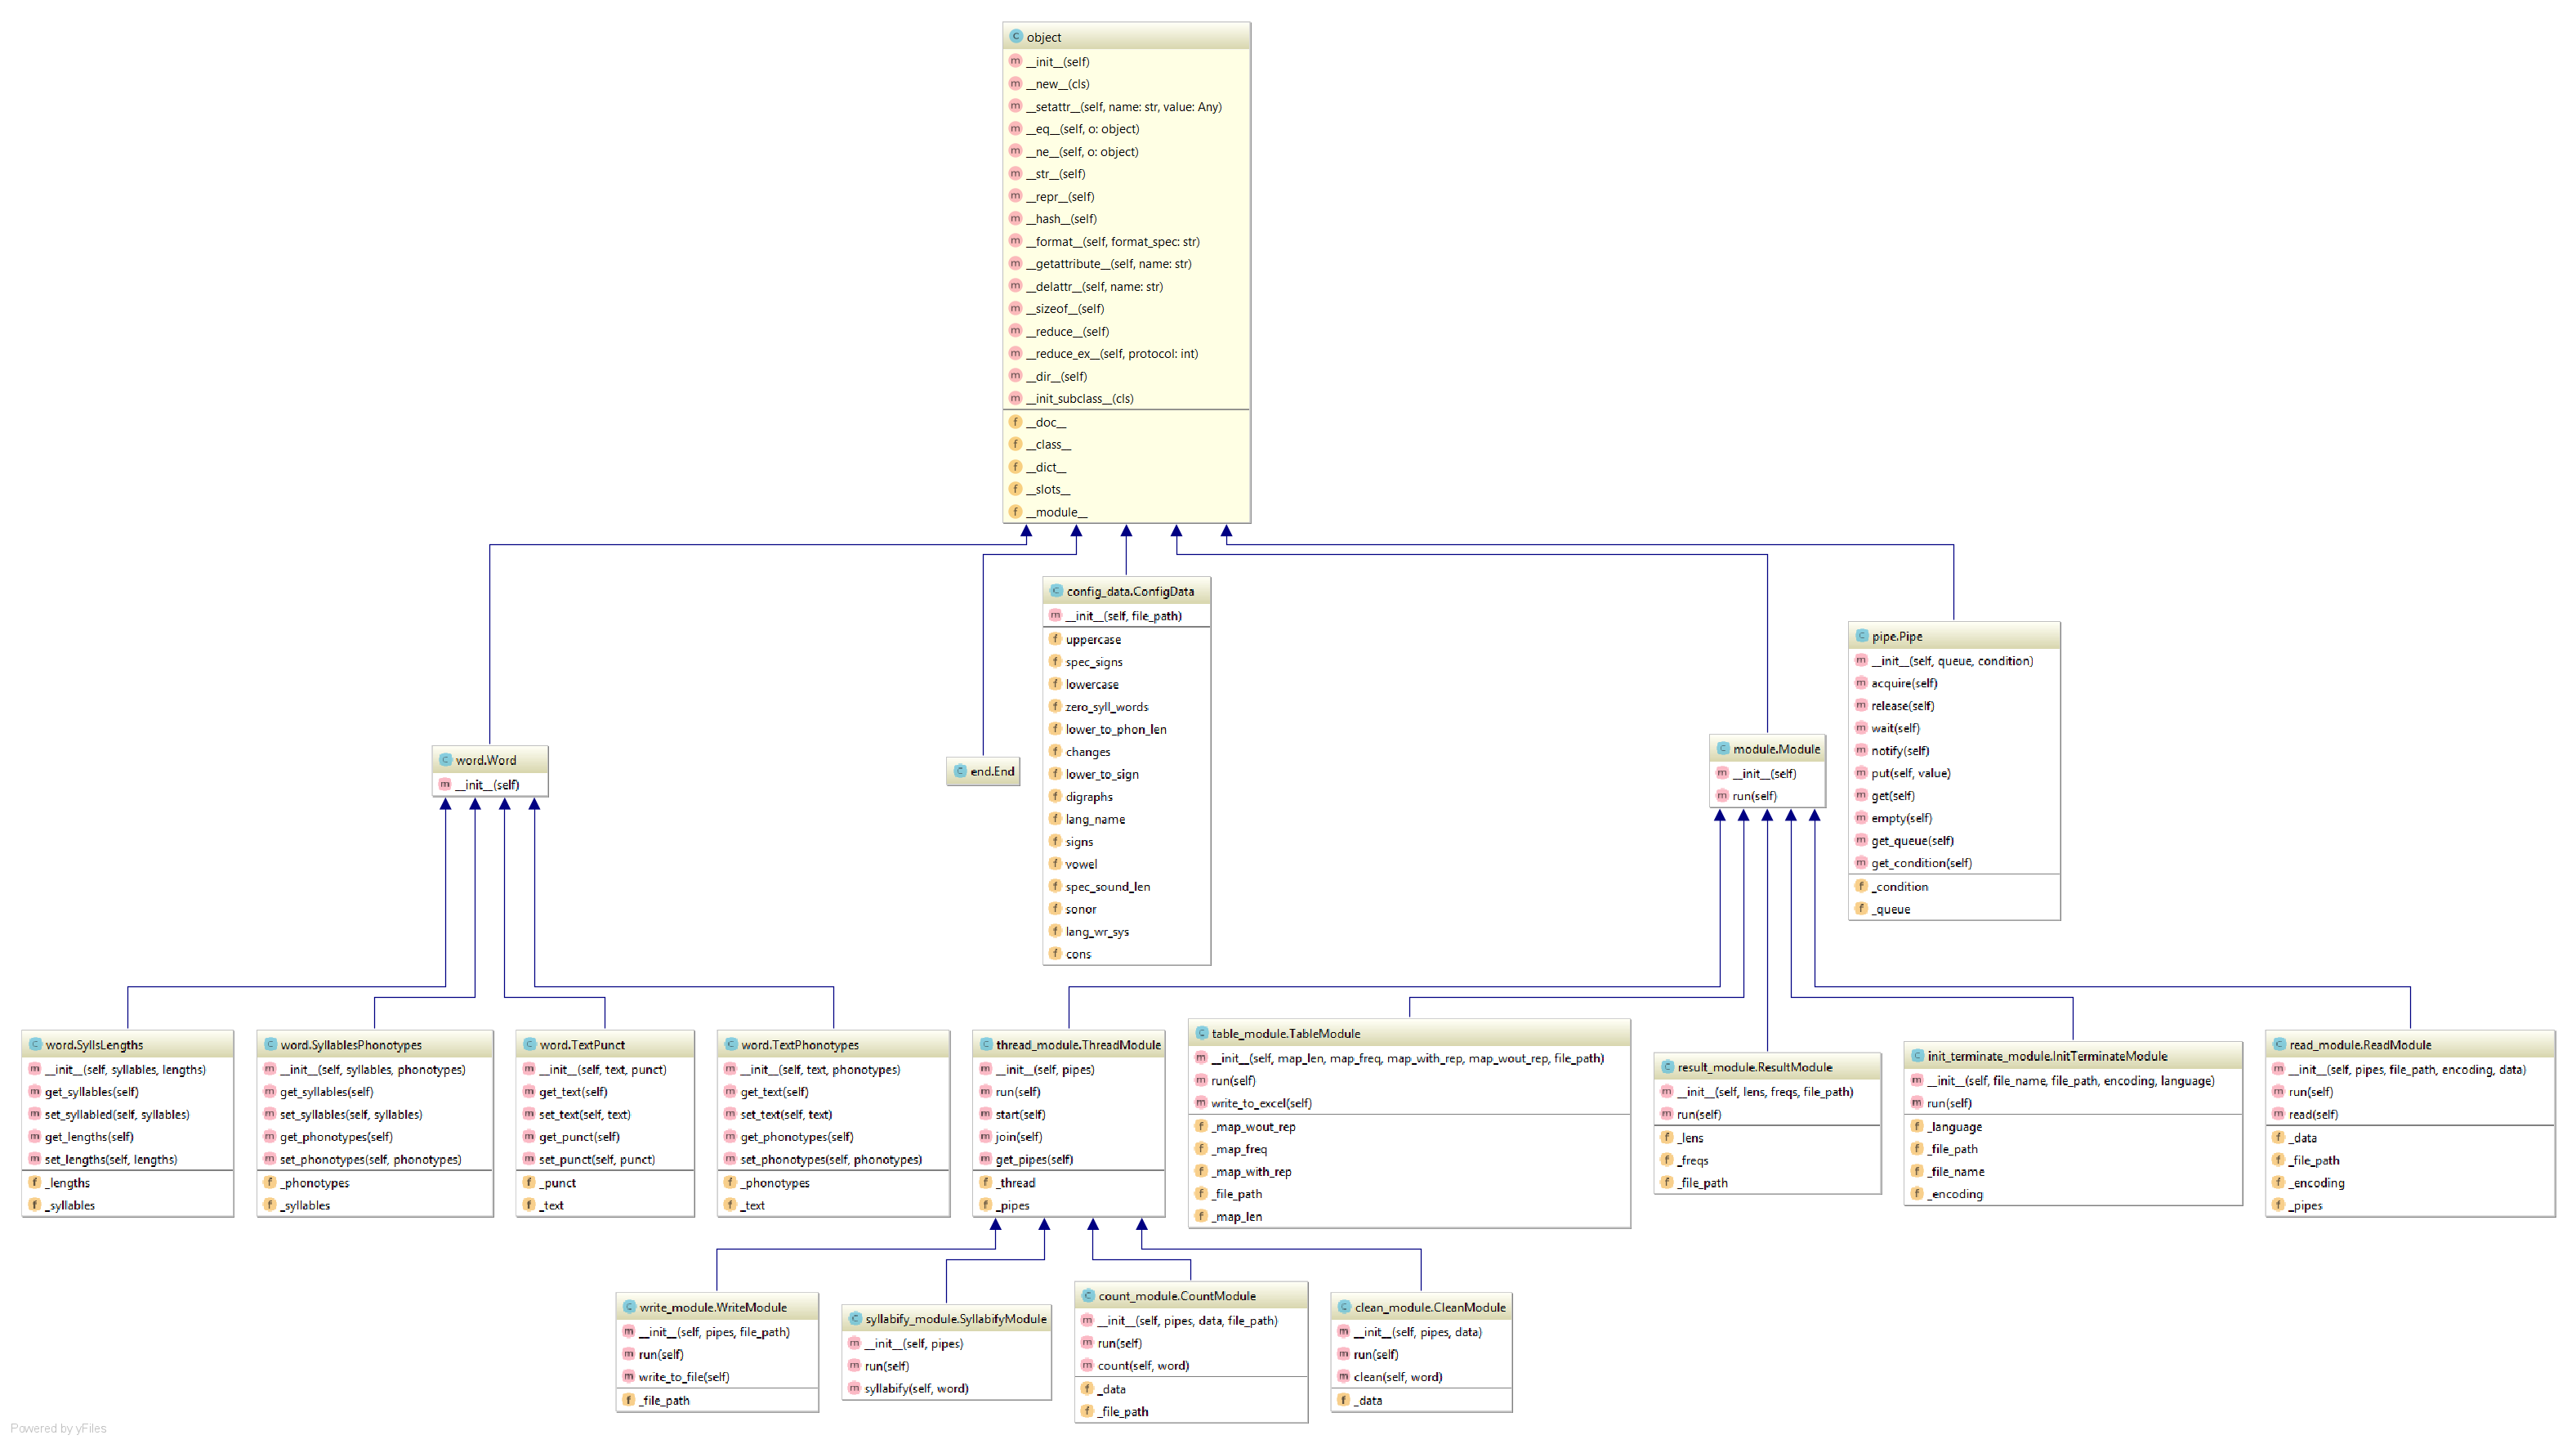 object
__init__(self)
__new__(cls)
__setattr__(self, name: str, value: Any)
__eq__(self, o: object)
__ne__(self, o: object)
__str__(self)
__repr__(self)
__hash__(self)
__format__(self, format_spec: str)
__getattribute__(self, name: str)
__delattr__(self, name: str)
__sizeof__(self)
__reduce__(self)
__reduce_ex__(self, protocol: int)
__dir__(self)
__init_subclass__(cls)
__doc__
__class__
__dict__
__slots__
__module__
word.Word
__init__(self)
end.End
config_data.ConfigData
__init__(self, file_path)
uppercase
spec_signs
lowercase
zero_syll_words
lower_to_phon_len
changes
lower_to_sign
digraphs
lang_name
signs
vowel
spec_sound_len
sonor
lang_wr_sys
cons
module.Module
__init__(self)
run(self)
pipe.Pipe
__init__(self, queue, condition)
acquire(self)
release(self)
wait(self)
notify(self)
put(self, value)
get(self)
empty(self)
get_queue(self)
get_condition(self)
_condition
_queue
word.SyllsLengths
__init__(self, syllables, lengths)
get_syllables(self)
set_syllabled(self, syllables)
get_lengths(self)
set_lengths(self, lengths)
_lengths
_syllables
word.SyllablesPhonotypes
__init__(self, syllables, phonotypes)
get_syllables(self)
set_syllables(self, syllables)
get_phonotypes(self)
set_phonotypes(self, phonotypes)
_phonotypes
_syllables
word.TextPunct
__init__(self, text, punct)
get_text(self)
set_text(self, text)
get_punct(self)
set_punct(self, punct)
_punct
_text
word.TextPhonotypes
__init__(self, text, phonotypes)
get_text(self)
set_text(self, text)
get_phonotypes(self)
set_phonotypes(self, phonotypes)
_phonotypes
_text
thread_module.ThreadModule
__init__(self, pipes)
run(self)
start(self)
join(self)
get_pipes(self)
_thread
_pipes
table_module.TableModule
__init__(self, map_len, map_freq, map_with_rep, map_wout_rep, file_path)
run(self)
write_to_excel(self)
_map_wout_rep
_map_freq
_map_with_rep
_file_path
_map_len
result_module.ResultModule
__init__(self, lens, freqs, file_path)
run(self)
_lens
_freqs
_file_path
init_terminate_module.InitTerminateModule
__init__(self, file_name, file_path, encoding, language)
run(self)
_language
_file_path
_file_name
_encoding
read_module.ReadModule
__init__(self, pipes, file_path, encoding, data)
run(self)
read(self)
_data
_file_path
_encoding
_pipes
write_module.WriteModule
__init__(self, pipes, file_path)
run(self)
write_to_file(self)
_file_path
syllabify_module.SyllabifyModule
__init__(self, pipes)
run(self)
syllabify(self, word)
count_module.CountModule
__init__(self, pipes, data, file_path)
run(self)
count(self, word)
_data
_file_path
clean_module.CleanModule
__init__(self, pipes, data)
run(self)
clean(self, word)
_data
Powered by yFiles